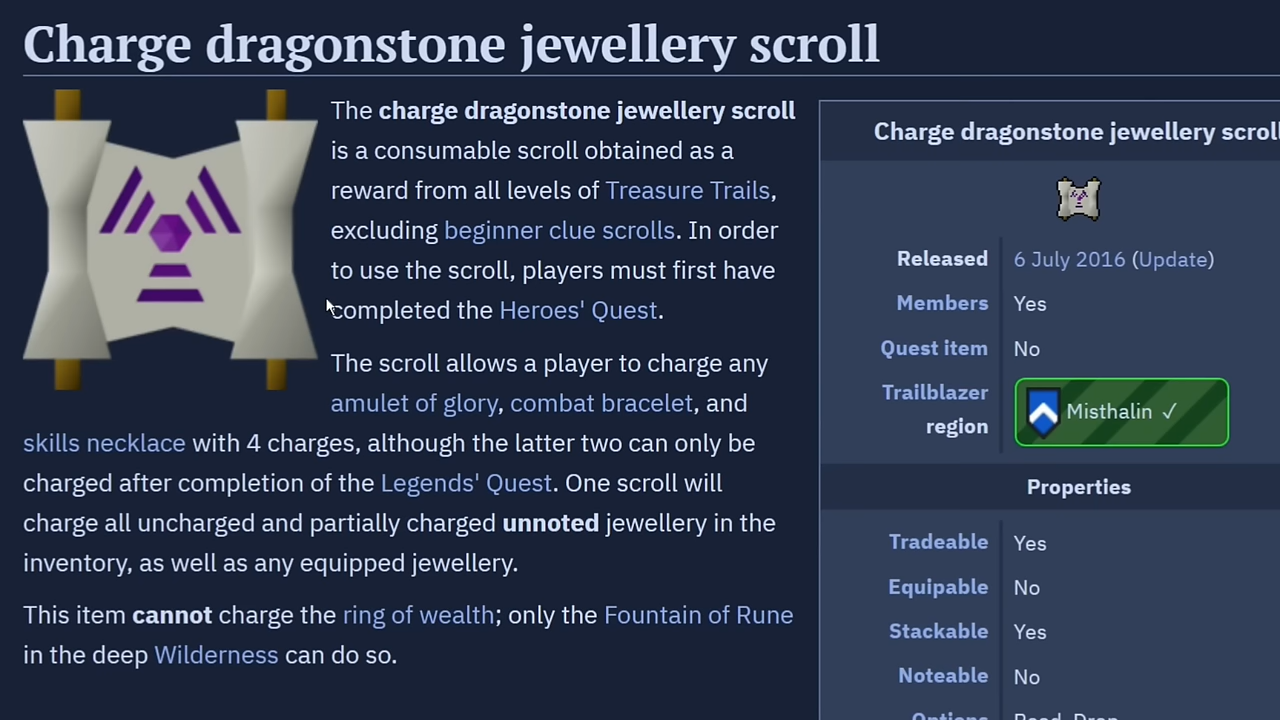 Charge dragonstone jewellery scroll
The charge dragonstone jewellery scroll
is a consumable scroll obtained as a
reward from all levels of Treasure Trails,
excluding beginner clue scrolls. In order
to use the scroll, players must first have
completed the Heroes' Quest.
The scroll allows a player to charge any
amulet of glory, combat bracelet, and
skills necklace with 4 charges, although the latter two can only be
charged after completion of the Legends' Quest. One scroll will
charge all uncharged and partially charged unnoted jewellery in the
inventory, as well as any equipped jewellery.
This item cannot charge the ring of wealth; only the Fountain of Rune
in the deep Wilderness can do so.
Charge dragonstone jewellery scroll
Released 6 July 2016 (Update)
Members Yes
Quest item No
Trailblazer
region Misthalin ✓
Properties
Tradeable Yes
Equipable No
Stackable Yes
Noteable No
Options Read, Drop